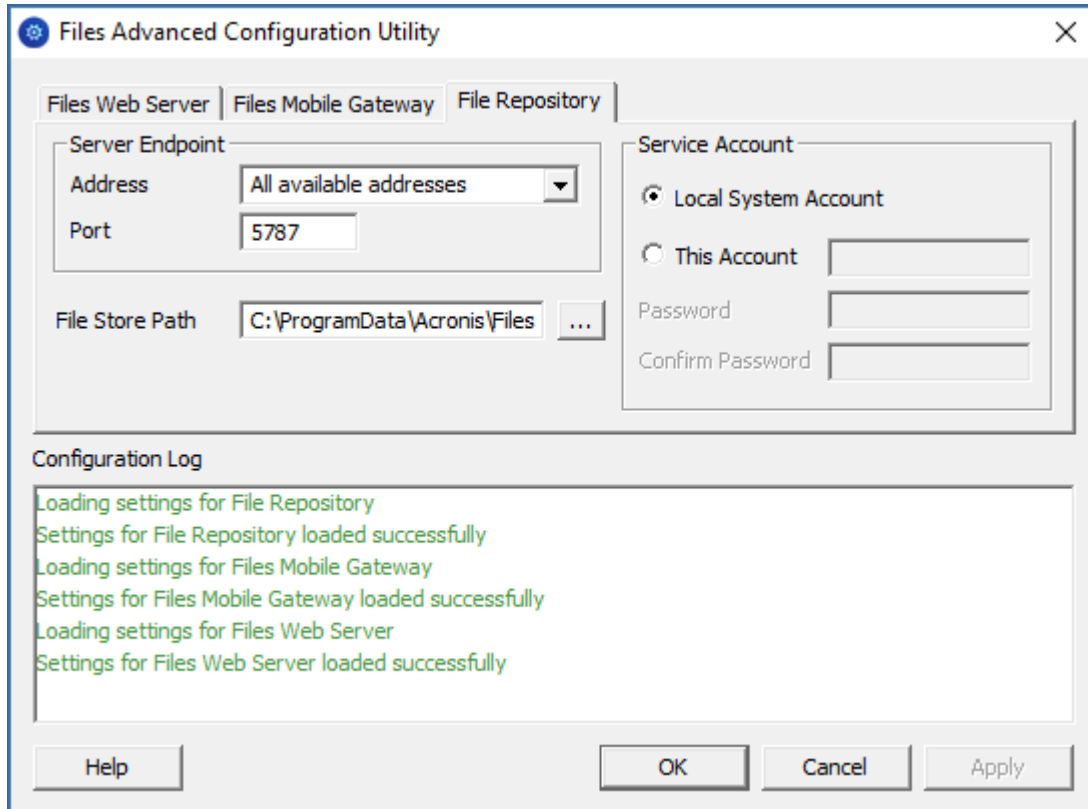 Files Advanced Configuration Utility
Files Web Server
Files Mobile Gateway
File Repository
Server Endpoint
Address
All available addresses
Port
5787
File Store Path
C:\ProgramData\Acronis\Files
...
Service Account
Local System Account
This Account
Password
Confirm Password
Configuration Log
Loading settings for File Repository
Settings for File Repository loaded successfully
Loading settings for Files Mobile Gateway
Settings for Files Mobile Gateway loaded successfully
Loading settings for Files Web Server
Settings for Files Web Server loaded successfully
Help
OK
Cancel
Apply